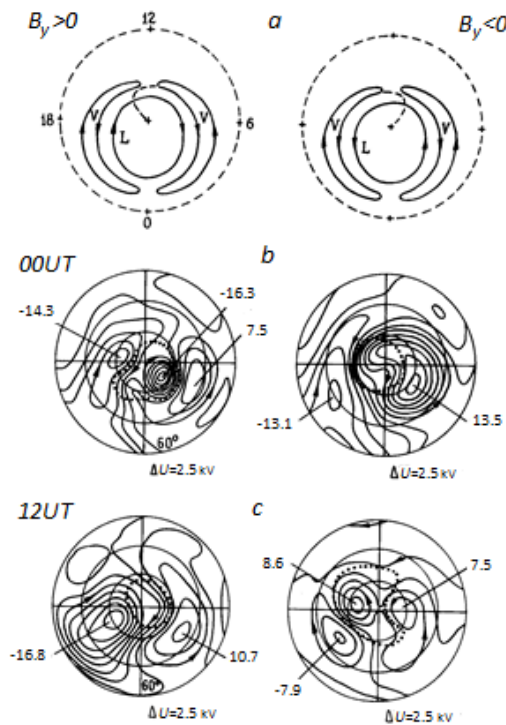 B_y>0 12 a B_y<0
18 V V 6 V
L L
0
00UT b
-14.3 -16.3
7.5
-13.1 13.5
60°
ΔU=2.5 kV ΔU=2.5 kV
12UT c
8.6 7.5
-16.8 10.7 -7.9
60° ΔU=2.5 kV ΔU=2.5 kV